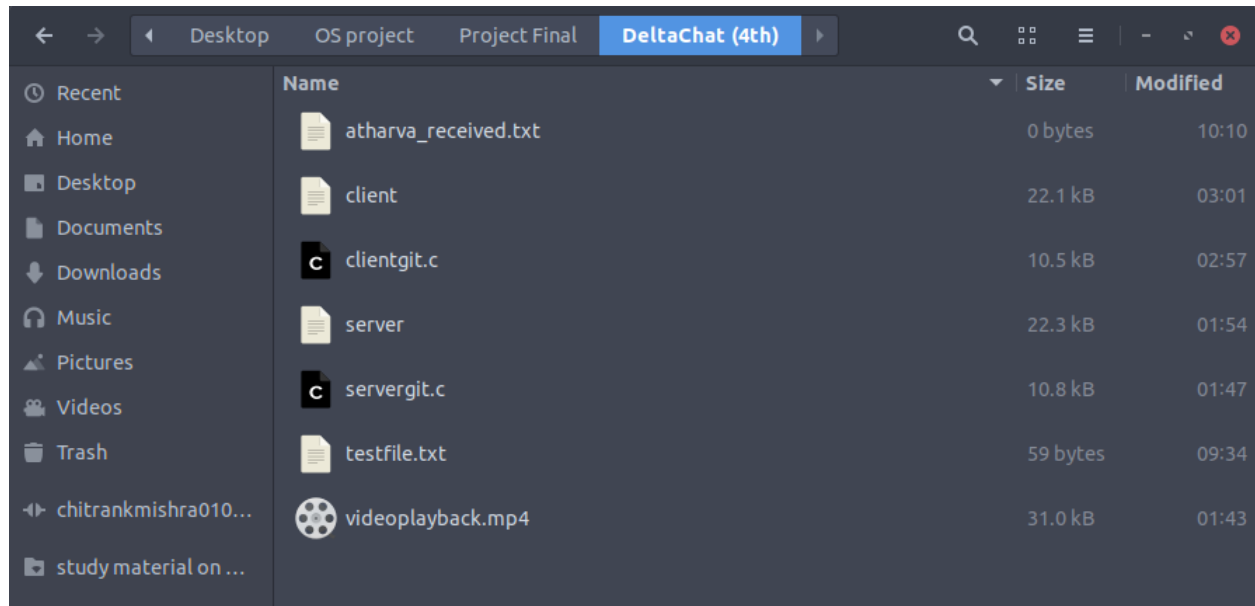 Desktop OS project Project Final DeltaChat (4th)
Recent
Home
Desktop
Documents
Downloads
Music
Pictures
Videos
Trash
chitrankmishra010...
study material on ...
Name Size Modified
atharva_received.txt 0 bytes 10:10
client 22.1 kB 03:01
C clientgit.c 10.5 kB 02:57
server 22.3 kB 01:54
C servergit.c 10.8 kB 01:47
testfile.txt 59 bytes 09:34
videoplayback.mp4 31.0 kB 01:43